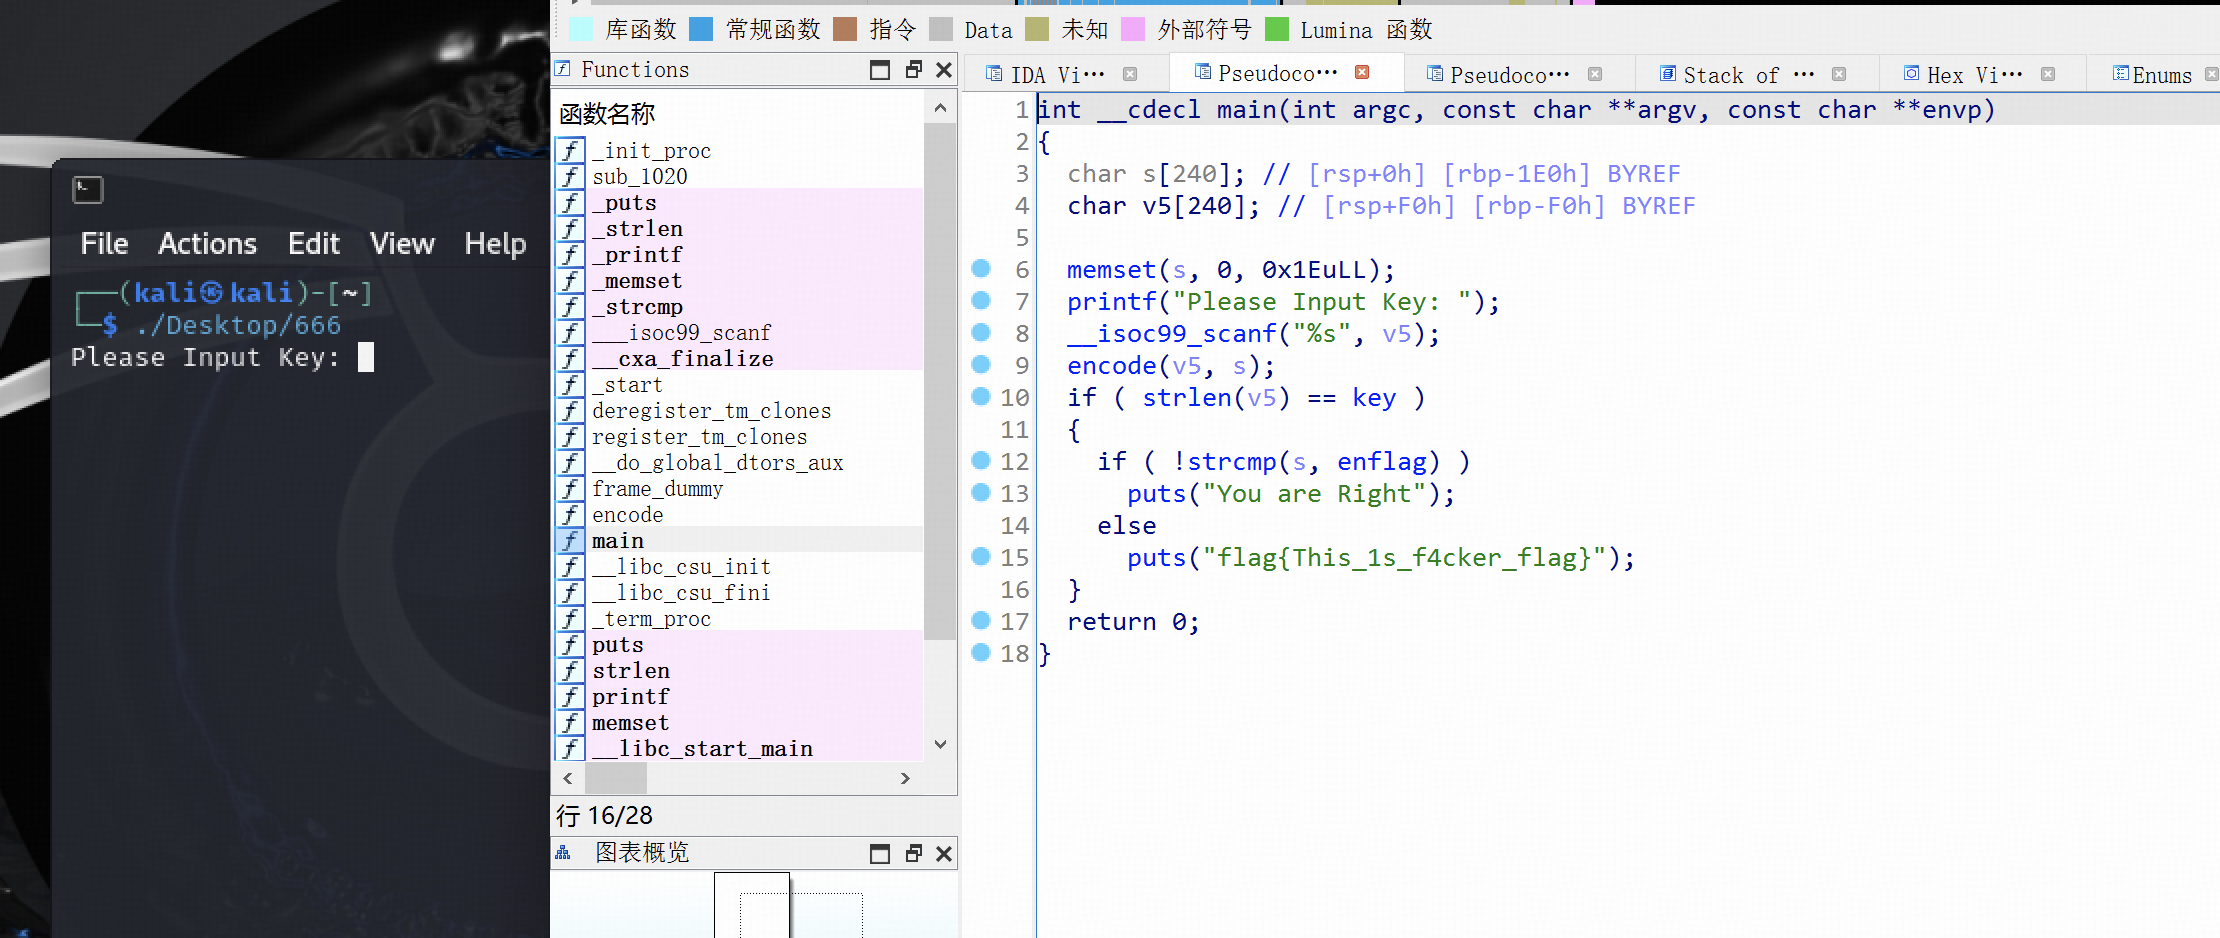 File Actions Edit View Help
┌──(kali㉿kali)-[~]
└─$ ./Desktop/666
Please Input Key:
库函数 常规函数 指令 Data 未知 外部符号 Lumina 函数
Functions
函数名称
f _init_proc
f sub_1020
f _puts
f _strlen
f _printf
f _memset
f _strcmp
f ___isoc99_scanf
f __cxa_finalize
f _start
f deregister_tm_clones
f register_tm_clones
f __do_global_dtors_aux
f frame_dummy
f encode
f main
f __libc_csu_init
f __libc_csu_fini
f _term_proc
f puts
f strlen
f printf
f memset
f __libc_start_main
行 16/28
图表概览
IDA Vi··· Pseudoco··· Pseudoco··· Stack of ··· Hex Vi··· Enums
1 int __cdecl main(int argc, const char **argv, const char **envp)
2 {
3 char s[240]; // [rsp+0h] [rbp-1E0h] BYREF
4 char v5[240]; // [rsp+F0h] [rbp-F0h] BYREF
5
6 memset(s, 0, 0x1EuLL);
7 printf("Please Input Key: ");
8 __isoc99_scanf("%s", v5);
9 encode(v5, s);
10 if ( strlen(v5) == key )
11 {
12 if ( !strcmp(s, enflag) )
13 puts("You are Right");
14 else
15 puts("flag{This_1s_f4cker_flag}");
16 }
17 return 0;
18 }